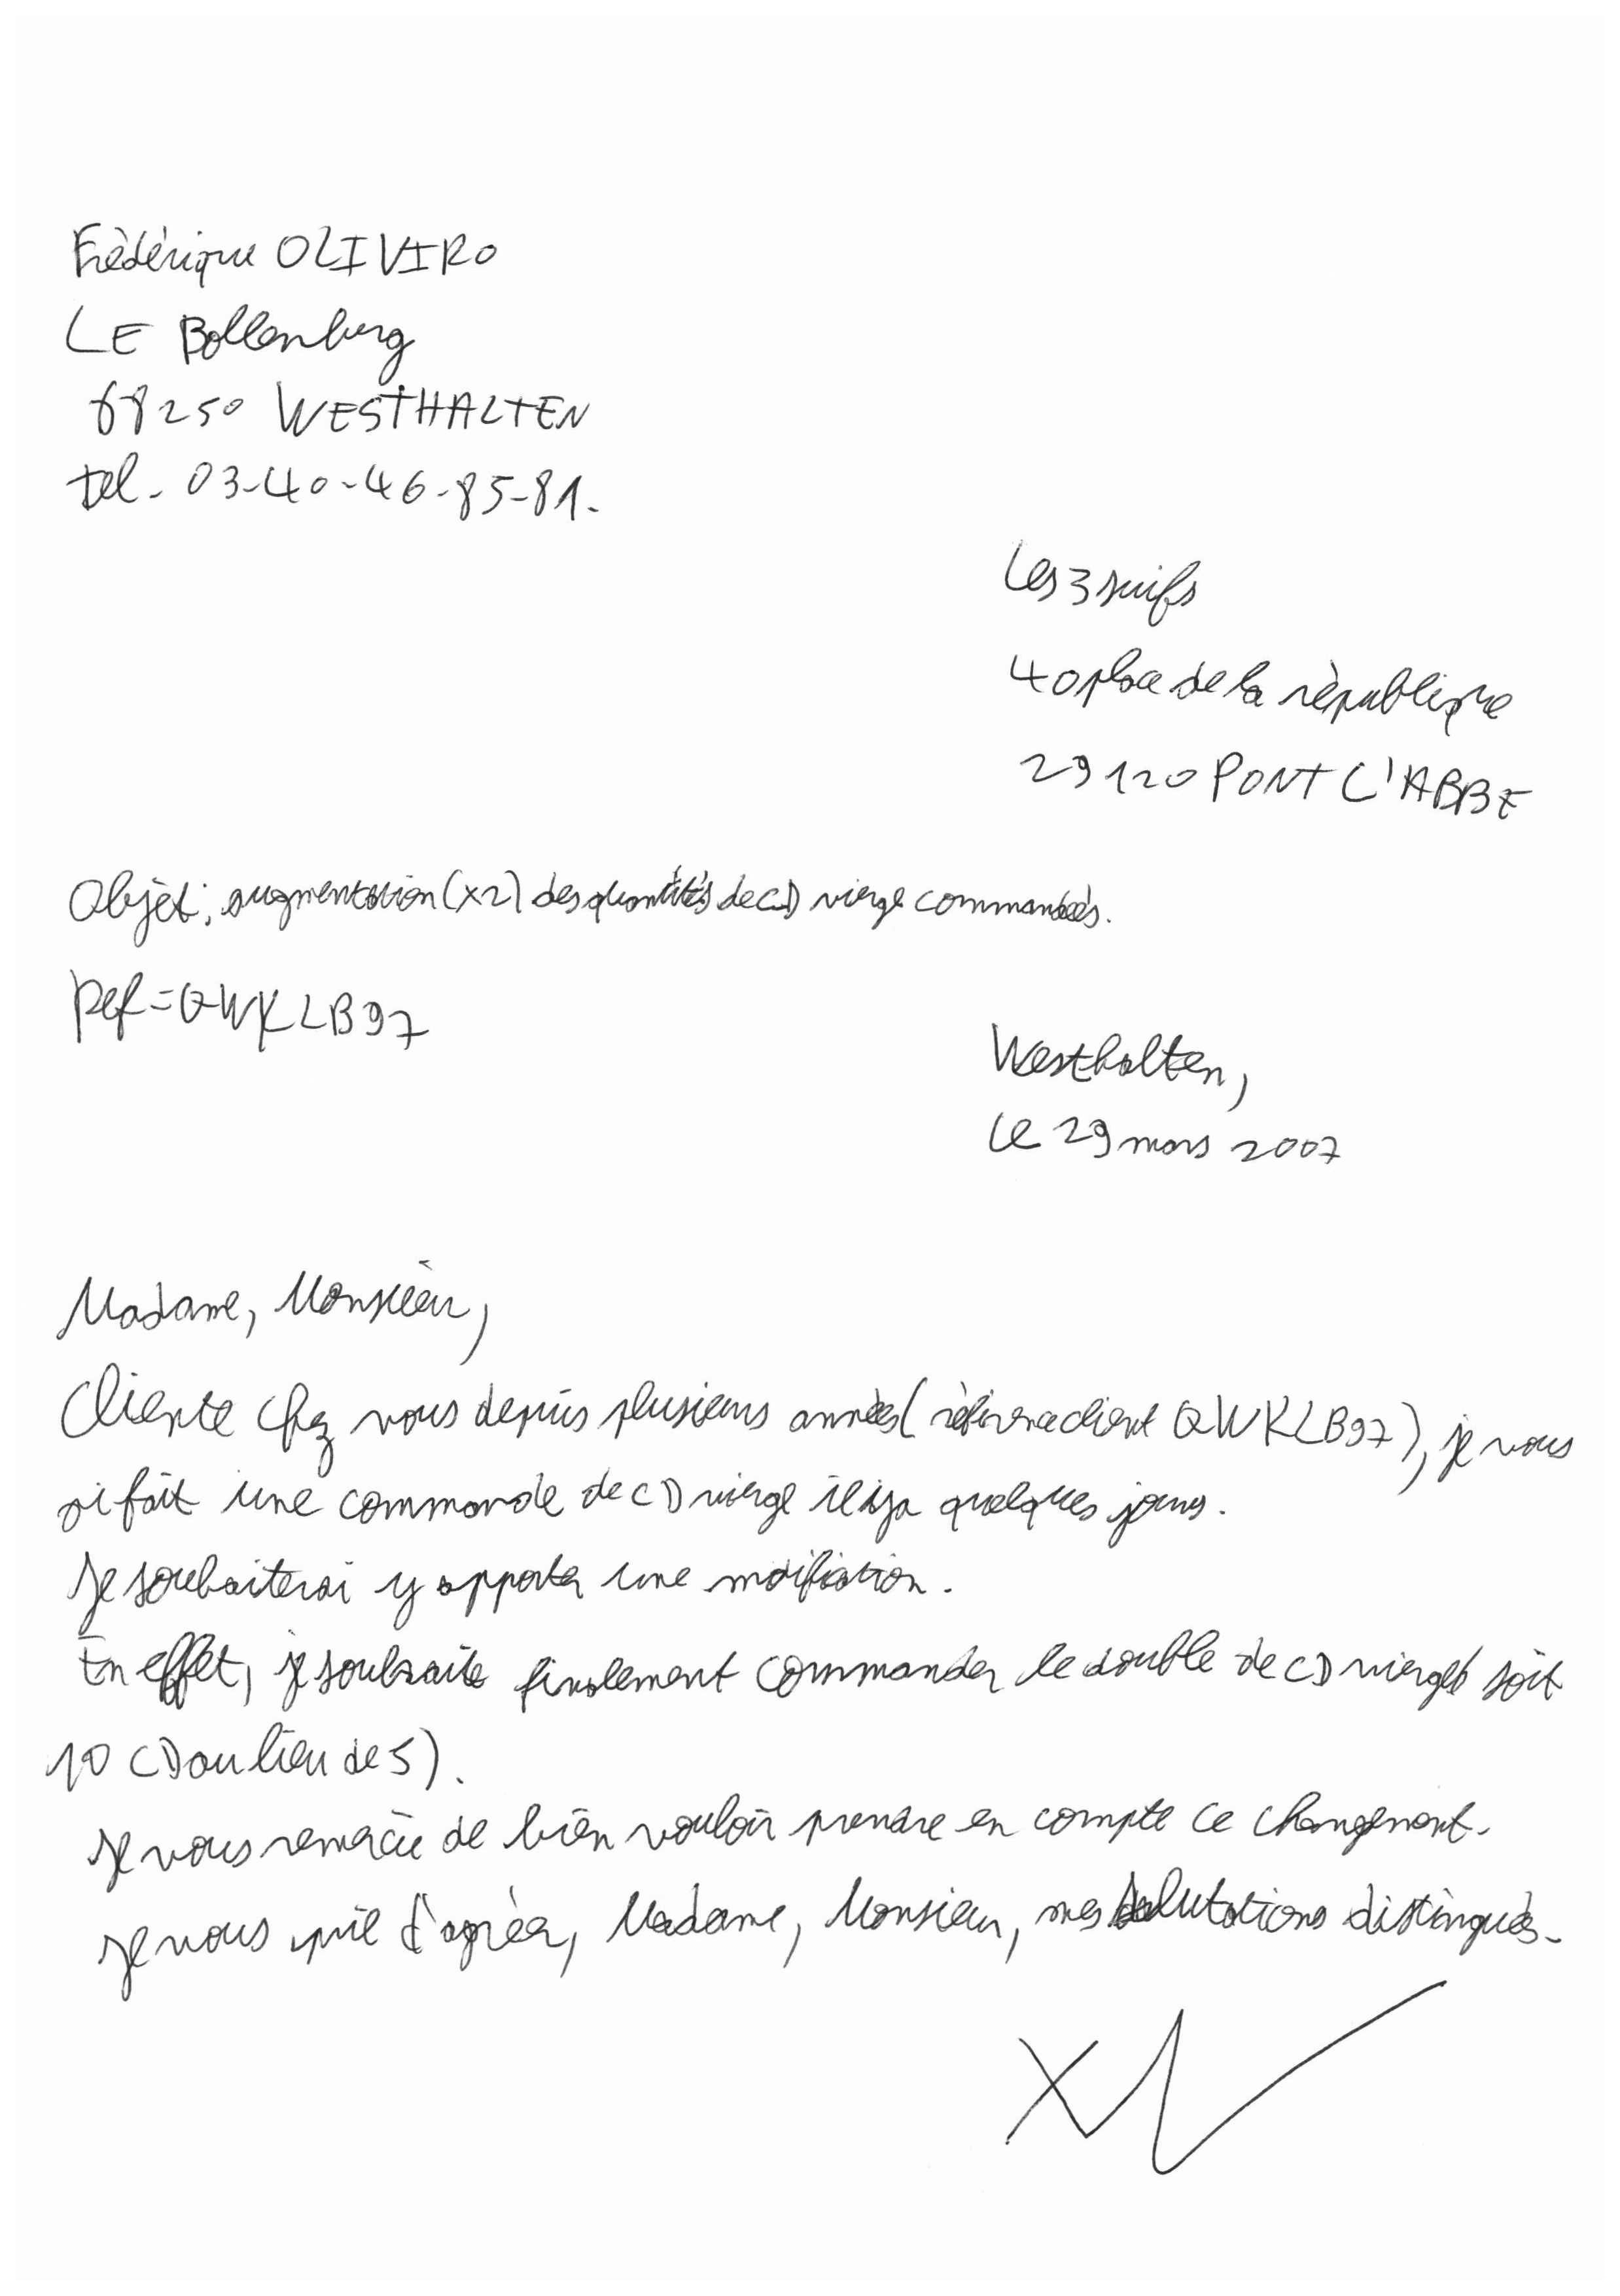 Frédérique OLIVIRO
LE Bollenberg
68250 WESTHALTEN
tel. 03-40-46-85-81.
Les 3 suifs
40 place de la république
29120 PONT L'ABBE
Objet: augmentation (x2) des quantités de CD vierge commandés.
Ref = QWKLB97
Westhalten,
Le 29 mars 2007
Madame, Monsieur,
Cliente chez vous depuis plusieurs années (référence client QWKLB97), je vous
ai fait une commande de CD vierge il y a quelques jours.
Je souhaiterai y apporter une modification.
En effet, je souhaite finalement commander le double de CD vierges soit
10 CD au lieu de 5).
Je vous remercie de bien vouloir prendre en compte ce changement.
Je vous prie d'agréer, Madame, Monsieur, mes salutations distingués.